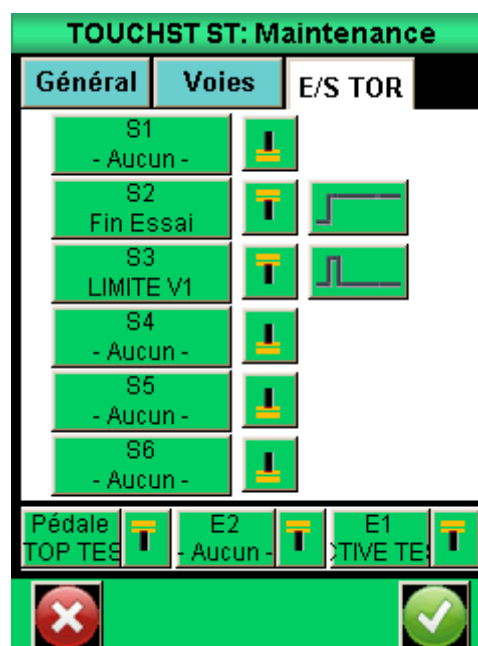 TOUCHST ST: Maintenance
Général Voies E/S TOR
S1
- Aucun -
S2
Fin Essai
S3
LIMITE V1
S4
- Aucun -
S5
- Aucun -
S6
- Aucun -
Pédale E2 E1
TOP TES - Aucun - CTIVE TE